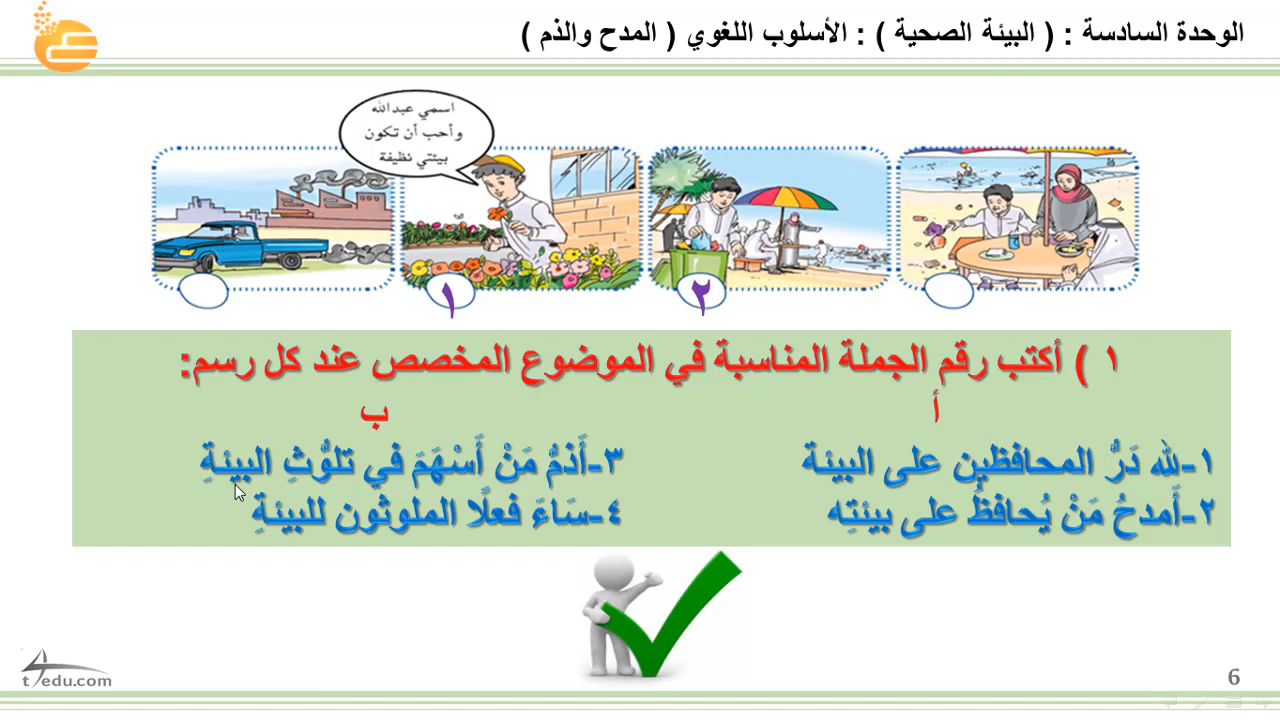 الوحدة السادسة : ( البيئة الصحية ) : الأسلوب اللغوي ( المدح والذم )
اسمي عبدالله
وأحب أن تكون
بيئتي نظيفة
٢
١
١ ) أكتب رقم الجملة المناسبة في الموضوع المخصص عند كل رسم:
أ
ب
١-لله دَرُّ المحافظين على البيئة
٣-أَذمُّ مَنْ أَسْهَمَ في تلوُّثِ البيئةِ
٢-أَمدحُ مَنْ يُحافظُ على بيئتِه
٤-سَاءَ فعلًا الملوثون للبيئةِ
t4edu.com
6